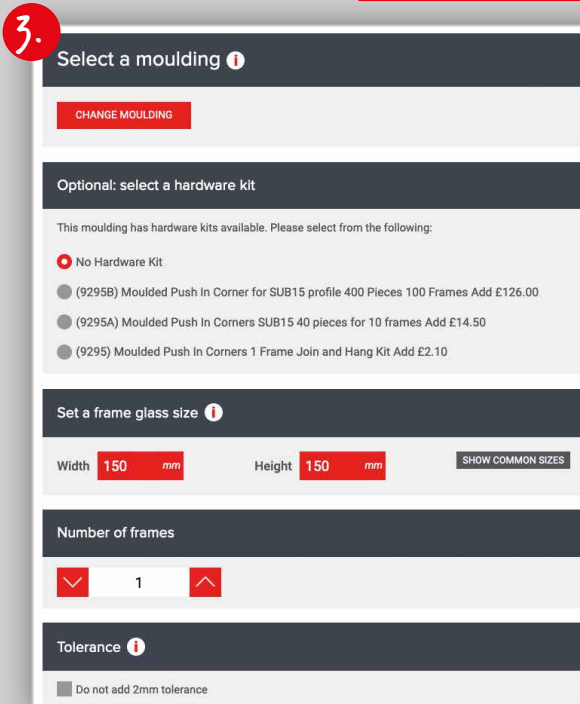 3.
Select a moulding i
CHANGE MOULDING
Optional: select a hardware kit
This moulding has hardware kits available. Please select from the following:
No Hardware Kit
(9295B) Moulded Push In Corner for SUB15 profile 400 Pieces 100 Frames Add £126.00
(9295A) Moulded Push In Corners SUB15 40 pieces for 10 frames Add £14.50
(9295) Moulded Push In Corners 1 Frame Join and Hang Kit Add £2.10
Set a frame glass size i
Width 150 mm Height 150 mm SHOW COMMON SIZES
Number of frames
1
Tolerance i
Do not add 2mm tolerance